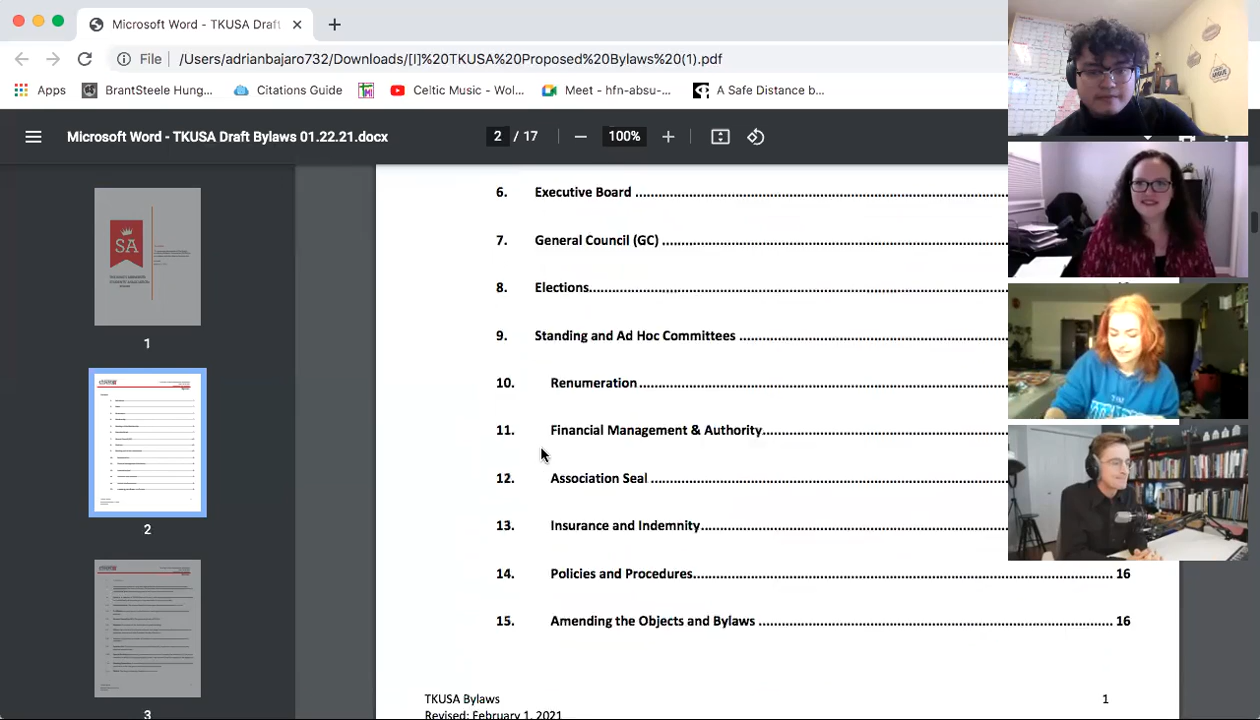 Microsoft Word - TKUSA Draft
File
/Users/adrianbajaro732/Downloads/[I]%20TKUSA%20Proposed%20Bylaws%20(1).pdf
Apps
BrantSteele Hung...
Citations Guide
Celtic Music - Wol...
Meet - hfn-absu-...
A Safe Distance b...
Microsoft Word - TKUSA Draft Bylaws 01.22.21.docx
2 / 17
100%
SA
1
2
3
6. Executive Board
7. General Council (GC)
8. Elections
9. Standing and Ad Hoc Committees
10. Renumeration
11. Financial Management & Authority
12. Association Seal
13. Insurance and Indemnity
14. Policies and Procedures 16
15. Amending the Objects and Bylaws 16
TKUSA Bylaws 1
Revised: February 1, 2021